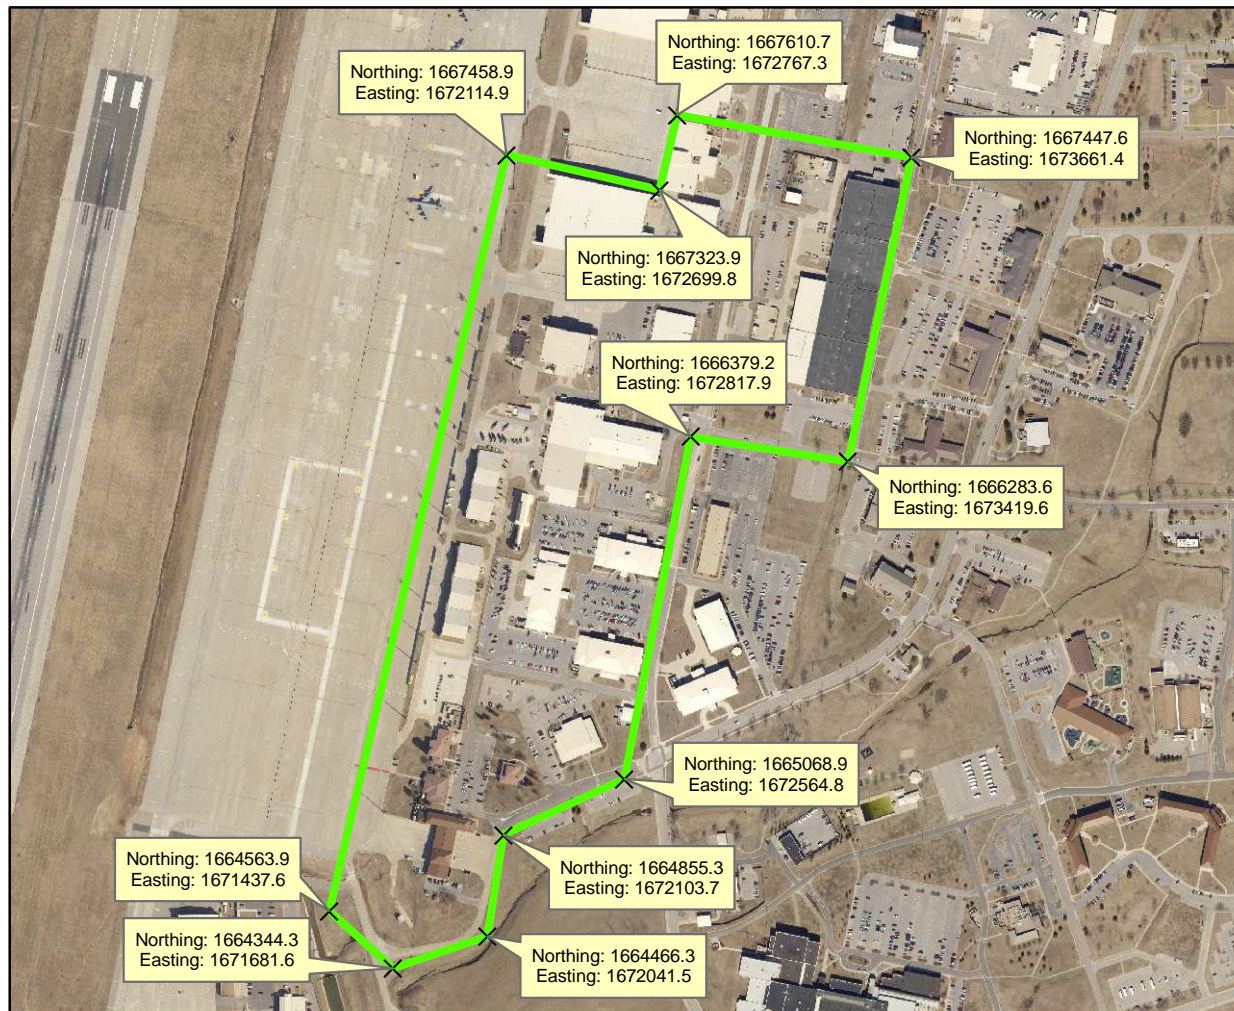 Northing: 1667610.7
Easting: 1672767.3
Northing: 1667458.9
Easting: 1672114.9
Northing: 1667447.6
Easting: 1673661.4
Northing: 1667323.9
Easting: 1672699.8
Northing: 1666379.2
Easting: 1672817.9
Northing: 1666283.6
Easting: 1673419.6
Northing: 1665068.9
Easting: 1672564.8
Northing: 1664563.9
Easting: 1671437.6
Northing: 1664855.3
Easting: 1672103.7
Northing: 1664344.3
Easting: 1671681.6
Northing: 1664466.3
Easting: 1672041.5